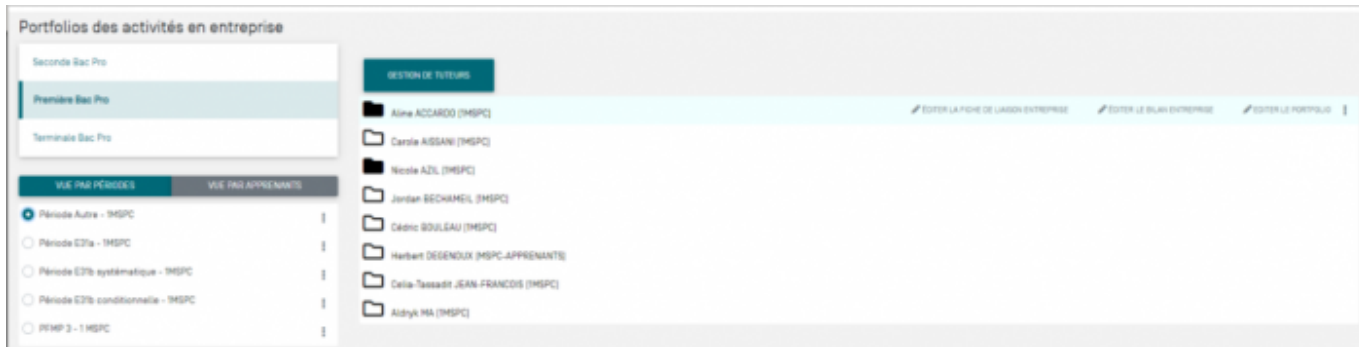 Portfolios des activités en entreprise
Seconde Bac Pro
Première Bac Pro
Terminale Bac Pro
VUE PAR PÉRIODES
VUE PAR APPRENANTS
Période Autre - 1MSPC
Période E31a - 1MSPC
Période E31b systématique - 1MSPC
Période E31b conditionnelle - 1MSPC
PFMP 3 - 1 MSPC
GESTION DE TUTEURS
Aline ACCARDO (1MSPC)
ÉDITER LA FICHE DE LIAISON ENTREPRISE
ÉDITER LE BILAN ENTREPRISE
EDITER LE PORTFOLIO
Carole AISSANI (1MSPC)
Nicole AZIL (1MSPC)
Jordan BECHAMEIL (1MSPC)
Cédric BOULEAU (1MSPC)
Herbert DEGENOUX (MSPC-APPRENANTS)
Celia-Tassadit JEAN-FRANCOIS (1MSPC)
Aldnyk MA (1MSPC)